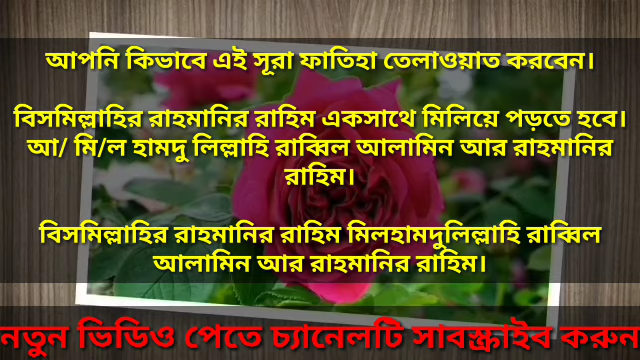 আপনি কিভাবে এই সূরা ফাতিহা তেলাওয়াত করবেন।
বিসমিল্লাহির রাহমানির রাহিম একসাথে মিলিয়ে পড়তে হবে।
আ/ মি/ল হামদু লিল্লাহি রাব্বিল আলামিন আর রাহমানির
রাহিম।
বিসমিল্লাহির রাহমানির রাহিম মিলহামদুলিল্লাহি রাব্বিল
আলামিন আর রাহমানির রাহিম।
নতুন ভিডিও পেতে চ্যানেলটি সাবস্ক্রাইব করুন